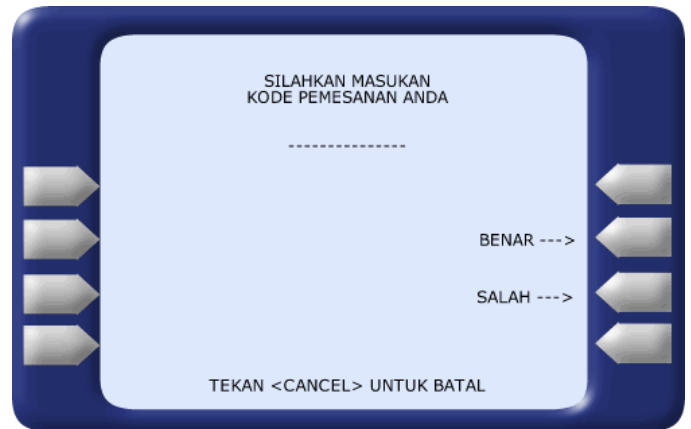 SILAHKAN MASUKAN
KODE PEMESANAN ANDA
---------------
BENAR --->
SALAH --->
TEKAN <CANCEL> UNTUK BATAL